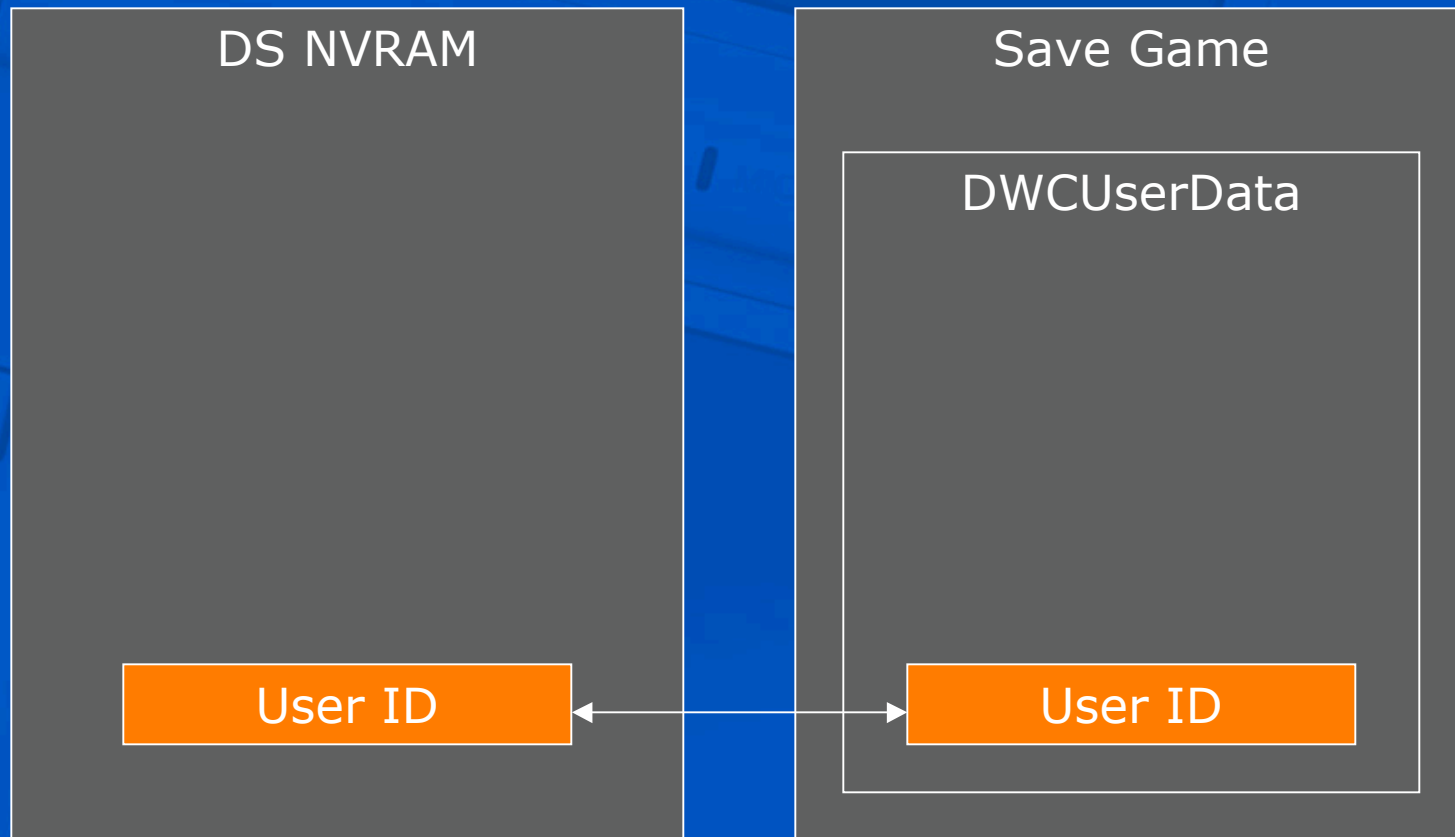 DS NVRAM
User ID
Save Game
DWCUserData
User ID